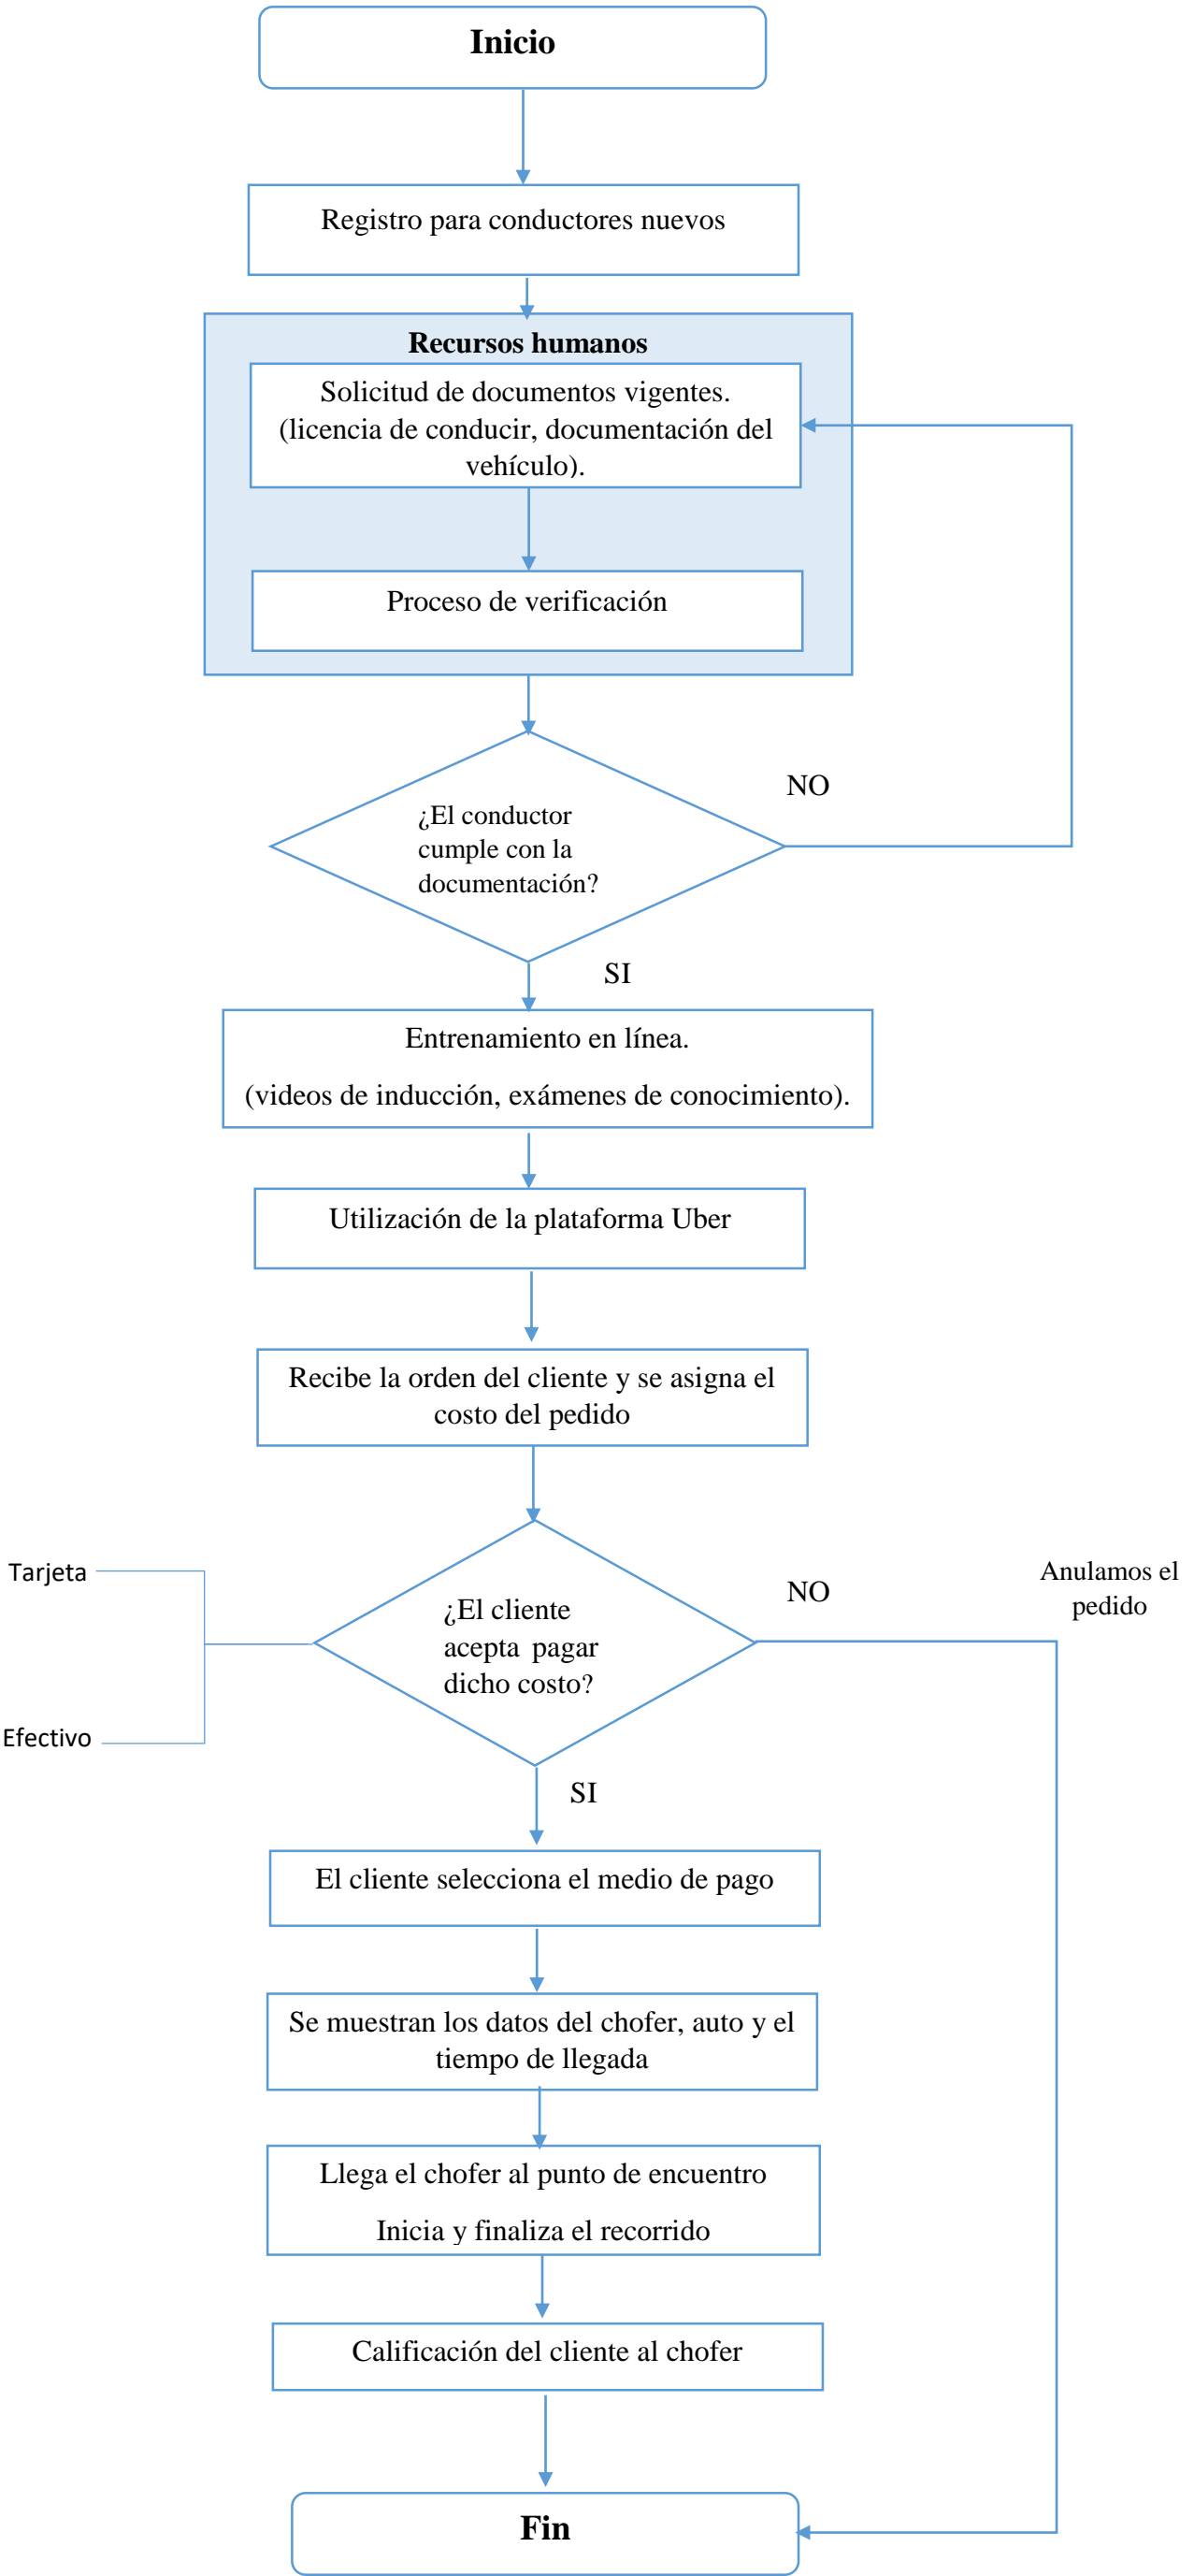 Inicio
Registro para conductores nuevos
Recursos humanos
Solicitud de documentos vigentes.
(licencia de conducir, documentación del
vehículo).
Proceso de verificación
NO
¿El conductor
cumple con la
documentación?
SI
Entrenamiento en línea.
(videos de inducción, exámenes de conocimiento).
Utilización de la plataforma Uber
Recibe la orden del cliente y se asigna el
costo del pedido
Tarjeta
Efectivo
¿El cliente
acepta pagar
dicho costo?
NO
Anulamos el
pedido
SI
El cliente selecciona el medio de pago
Se muestran los datos del chofer, auto y el
tiempo de llegada
Llega el chofer al punto de encuentro
Inicia y finaliza el recorrido
Calificación del cliente al chofer
Fin